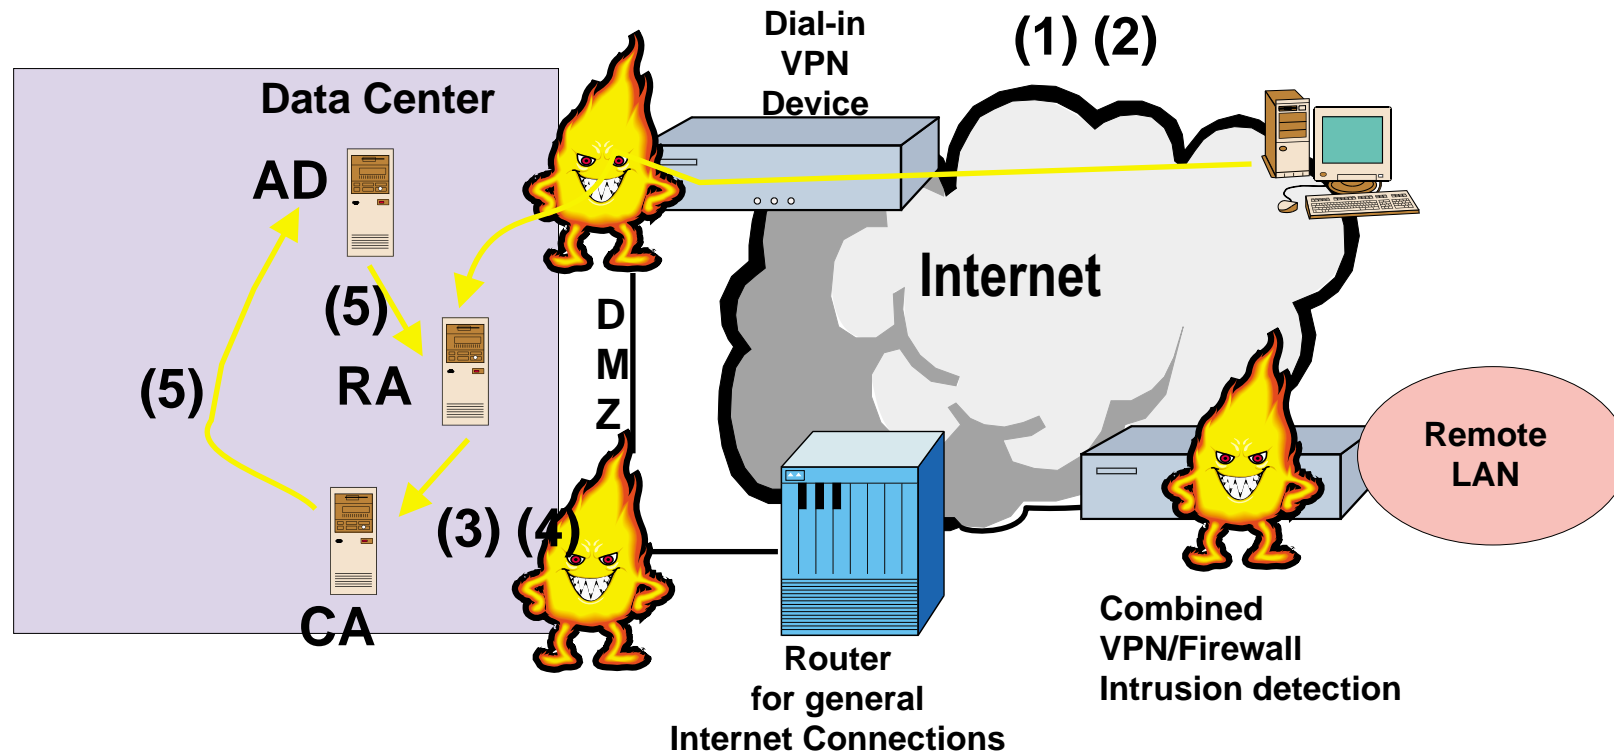 Dial-in
VPN
Device
(1) (2)
Data Center
AD
Internet
(5)
D
M
Z
RA
(5)
Remote
LAN
(3) (4)
CA
Combined
VPN/Firewall
Intrusion detection
Router
for general
Internet Connections